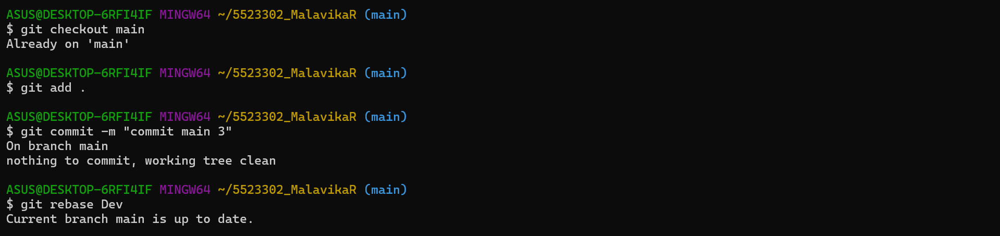 ASUS@DESKTOP-6RFI4IF MINGW64 ~/5523302_MalavikaR (main)
$ git checkout main
Already on 'main'
ASUS@DESKTOP-6RFI4IF MINGW64 ~/5523302_MalavikaR (main)
$ git add .
ASUS@DESKTOP-6RFI4IF MINGW64 ~/5523302_MalavikaR (main)
$ git commit -m "commit main 3"
On branch main
nothing to commit, working tree clean
ASUS@DESKTOP-6RFI4IF MINGW64 ~/5523302_MalavikaR (main)
$ git rebase Dev
Current branch main is up to date.